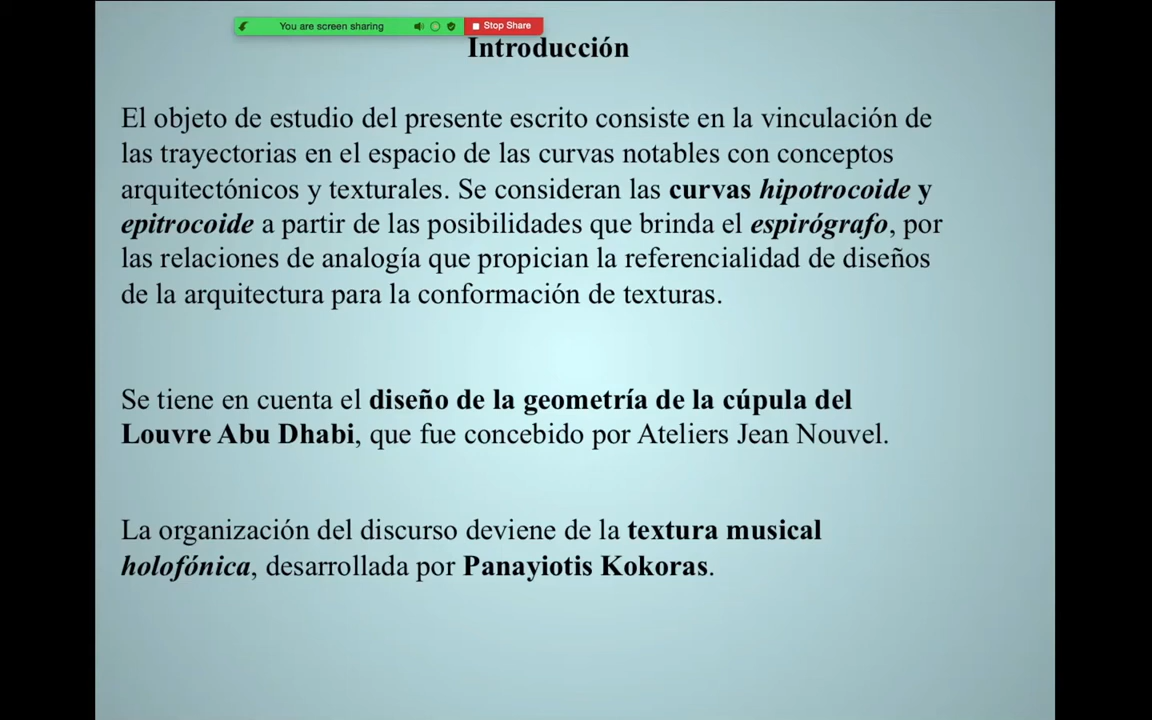 You are screen sharing
Stop Share
Introducción
El objeto de estudio del presente escrito consiste en la vinculación de
las trayectorias en el espacio de las curvas notables con conceptos
arquitectónicos y texturales. Se consideran las curvas hipotrocoide y
epitrocoide a partir de las posibilidades que brinda el espirógrafo, por
las relaciones de analogía que propician la referencialidad de diseños
de la arquitectura para la conformación de texturas.
Se tiene en cuenta el diseño de la geometría de la cúpula del
Louvre Abu Dhabi, que fue concebido por Ateliers Jean Nouvel.
La organización del discurso deviene de la textura musical
holofónica, desarrollada por Panayiotis Kokoras.